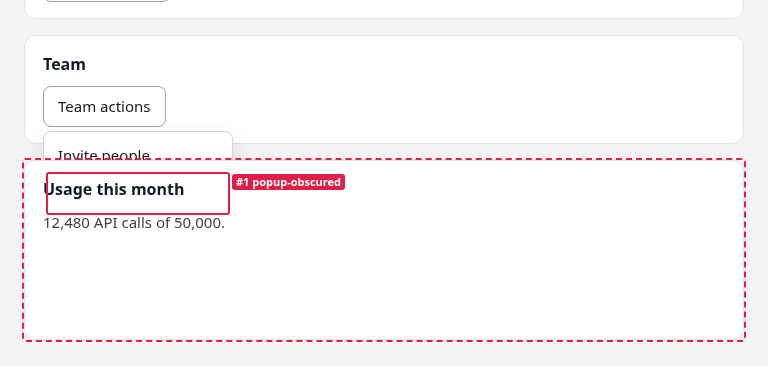 Team
Team actions
Invite people
Usage this month
#1 popup-obscured
12,480 API calls of 50,000.